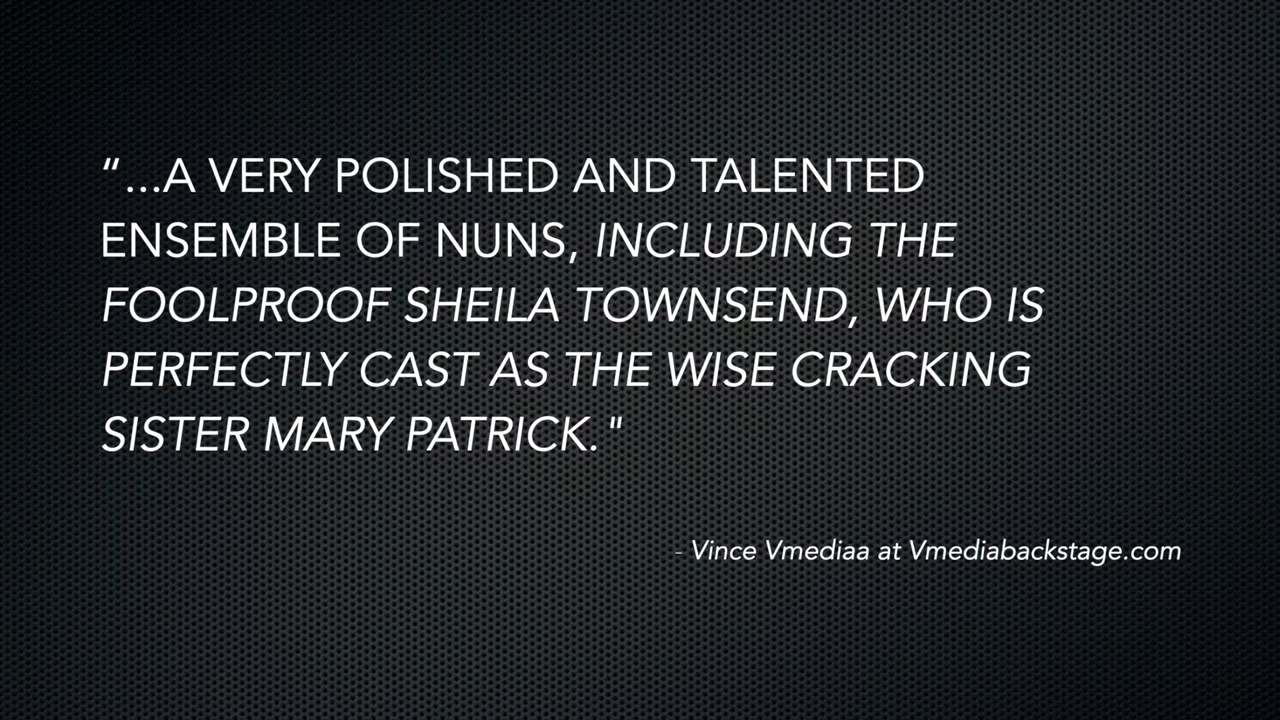 “...A VERY POLISHED AND TALENTED
ENSEMBLE OF NUNS, INCLUDING THE
FOOLPROOF SHEILA TOWNSEND, WHO IS
PERFECTLY CAST AS THE WISE CRACKING
SISTER MARY PATRICK."
- Vince Vmediaa at Vmediabackstage.com